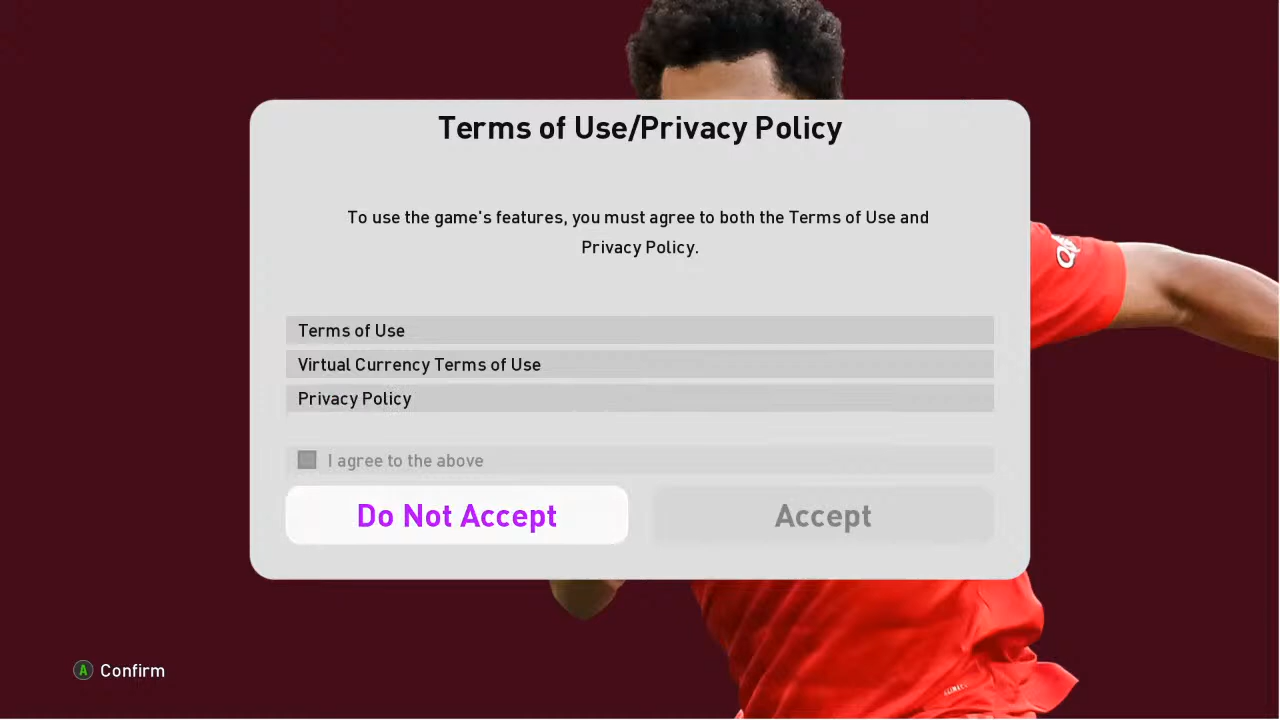 Terms of Use/Privacy Policy
To use the game's features, you must agree to both the Terms of Use and
Privacy Policy.
Terms of Use
Virtual Currency Terms of Use
Privacy Policy
I agree to the above
Do Not Accept
Accept
A Confirm